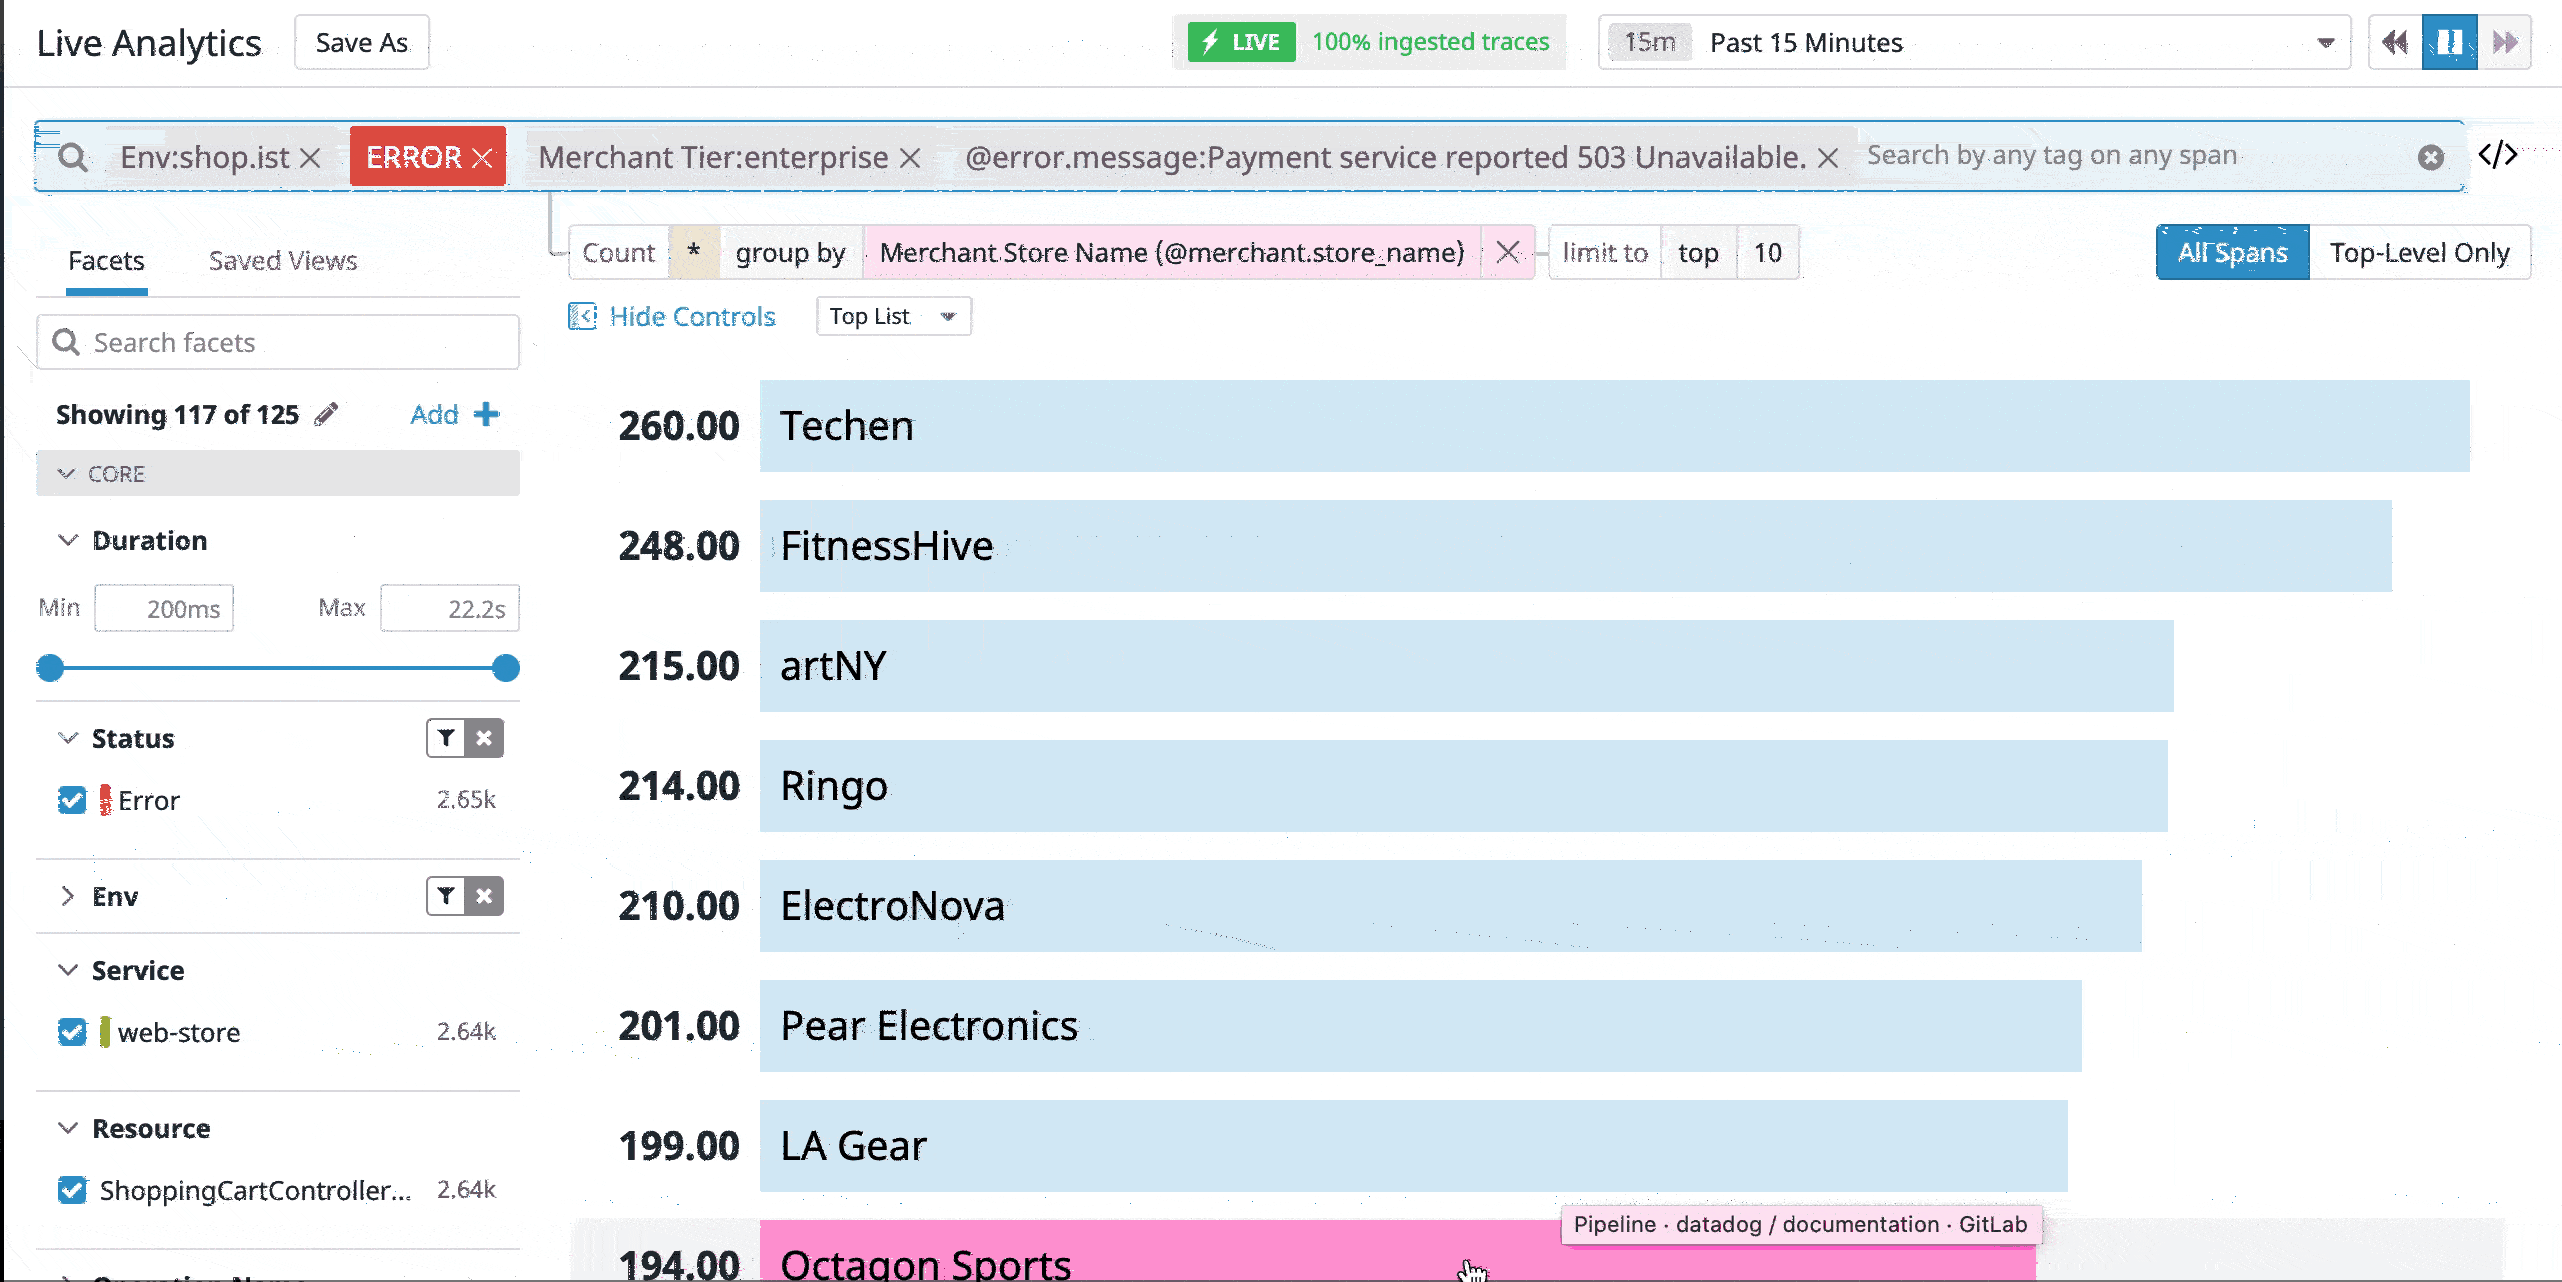 Live Analytics Save As LIVE 100% ingested traces 15m Past 15 Minutes
Env:shop.ist ERROR Merchant Tier:enterprise @error.message:Payment service reported 503 Unavailable. Search by any tag on any span </>
Facets Saved Views
Count * group by Merchant Store Name (@merchant.store_name) limit to top 10 All Spans Top-Level Only
Hide Controls Top List
Search facets
Showing 117 of 125 Add
CORE
Duration
Min 200ms Max 22.2s
Status
Error 2.65k
Env
Service
web-store 2.64k
Resource
ShoppingCartController... 2.64k
Operation Name
260.00 Techen
248.00 FitnessHive
215.00 artNY
214.00 Ringo
210.00 ElectroNova
201.00 Pear Electronics
199.00 LA Gear
Pipeline · datadog / documentation · GitLab
194.00 Octagon Sports